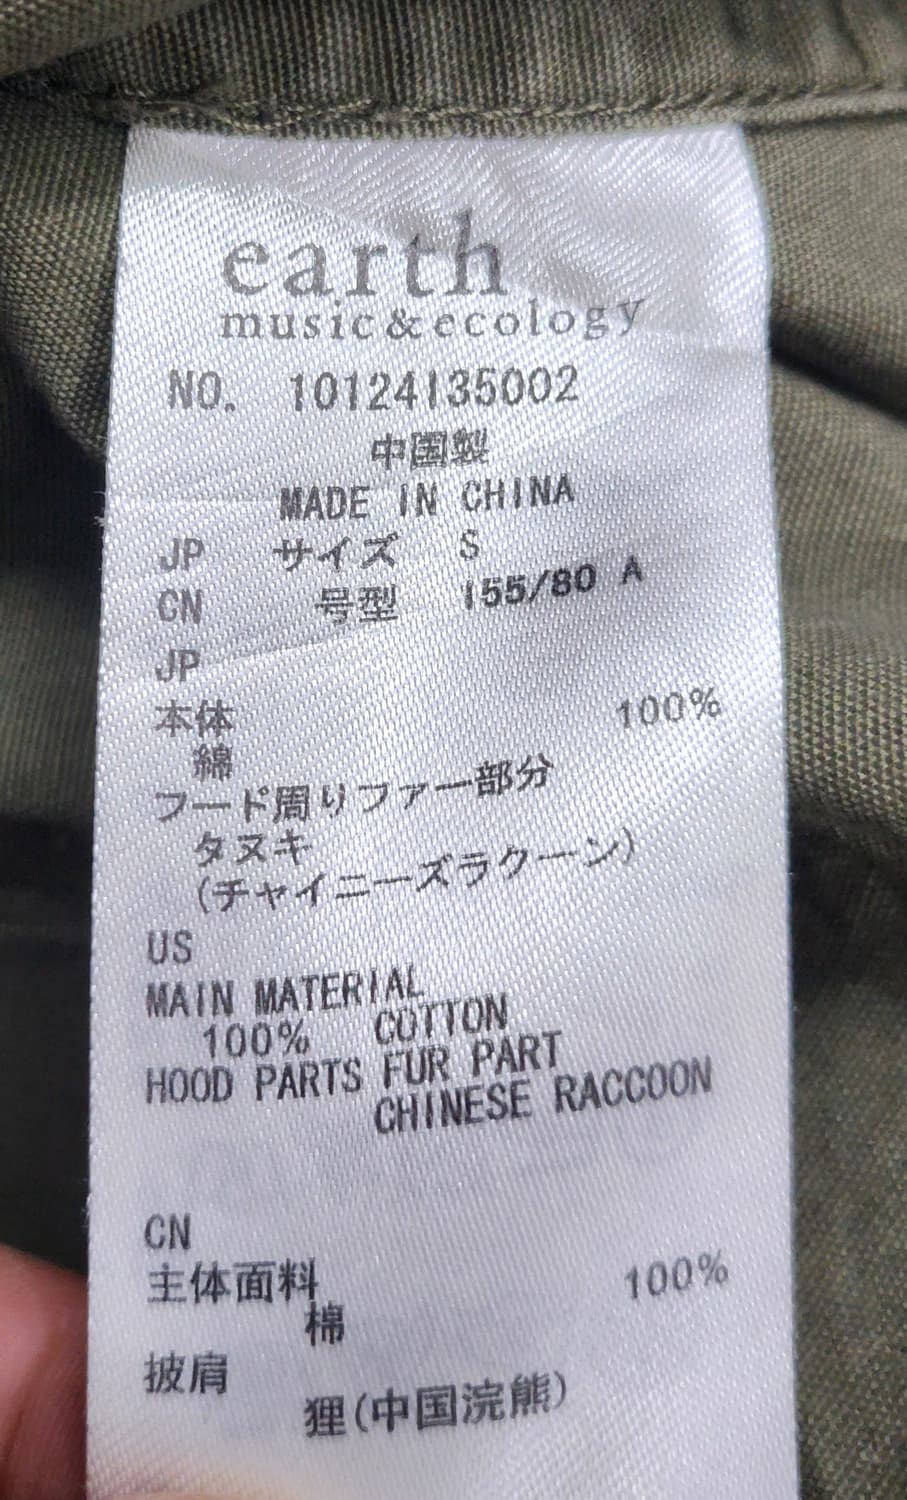 earth
music&ecology
NO. 10124135002
中国製
MADE IN CHINA
JP サイズ S
CN 号型 155/80 A
JP
本体 100%
綿
フード周りファー部分
タヌキ
(チャイニーズラクーン)
US
MAIN MATERIAL
100% COTTON
HOOD PARTS FUR PART
CHINESE RACCOON
CN
主体面料 100%
棉
披肩
狸(中国浣熊)